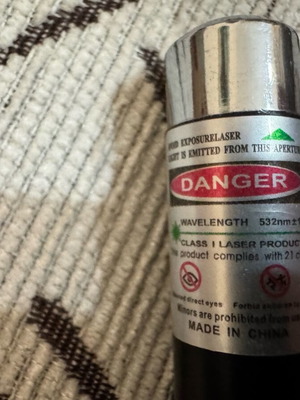 EXPOSURELASER
IS EMITTED FROM THIS APERTURE
DANGER
WAVELENGTH 532nm±
CLASS I LASER PRODUC
product complies with 21 c
direct eyes
Minors are prohibited from
MADE IN CHINA